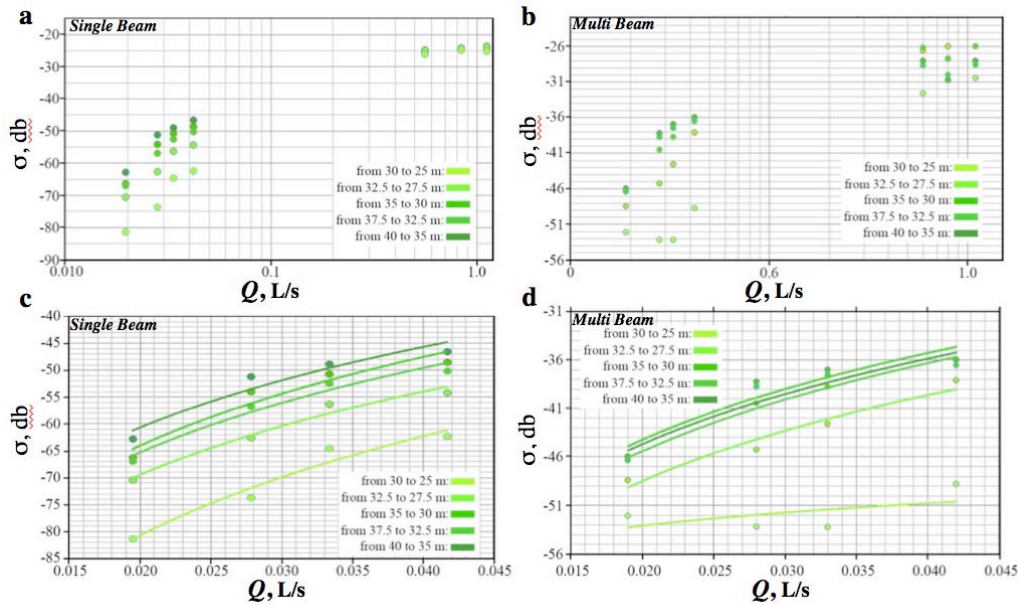 a
Single Beam
-20
-30
-40
-50
-60
-70
-80
-90
σ, db
from 30 to 25 m:
from 32.5 to 27.5 m:
from 35 to 30 m:
from 37.5 to 32.5 m:
from 40 to 35 m:
0.010
0.1
1.0
Q, L/s
b
Multi Beam
-26
-31
-36
-41
-46
-51
-56
σ, db
from 30 to 25 m:
from 32.5 to 27.5 m:
from 35 to 30 m:
from 37.5 to 32.5 m:
from 40 to 35 m:
0
0.6
1.0
Q, L/s
c
Single Beam
-40
-45
-50
-55
-60
-65
-70
-75
-80
-85
σ, db
from 30 to 25 m:
from 32.5 to 27.5 m:
from 35 to 30 m:
from 37.5 to 32.5 m:
from 40 to 35 m:
0.015
0.020
0.025
0.030
0.035
0.040
0.045
Q, L/s
d
Multi Beam
-31
-36
-41
-46
-51
-56
σ, db
from 30 to 25 m:
from 32.5 to 27.5 m:
from 35 to 30 m:
from 37.5 to 32.5 m:
from 40 to 35 m:
0.015
0.020
0.025
0.030
0.035
0.040
0.045
Q, L/s